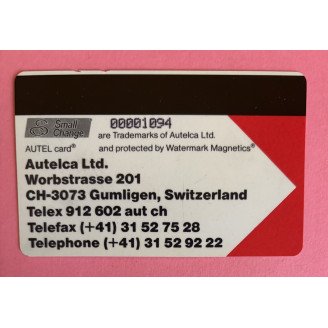 Small Change 00001094
are Trademarks of Autelca Ltd.
AUTEL card® and protected by Watermark Magnetics®
Autelca Ltd.
Worbstrasse 201
CH-3073 Gumligen, Switzerland
Telex 912 602 aut ch
Telefax (+41) 31 52 75 28
Telephone (+41) 31 52 92 22